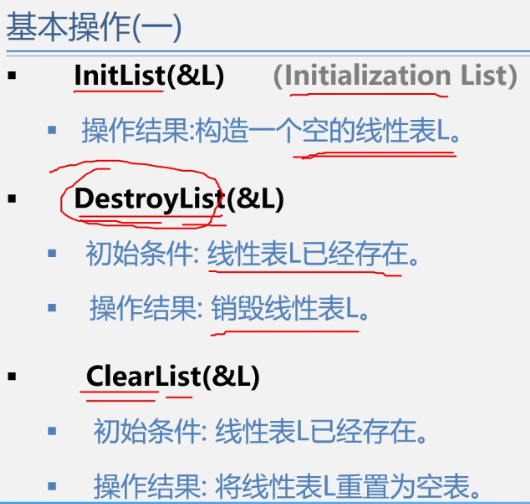 基本操作(一)
InitList(&L) (Initialization List)
操作结果:构造一个空的线性表L。
DestroyList(&L)
初始条件: 线性表L已经存在。
操作结果: 销毁线性表L。
ClearList(&L)
初始条件: 线性表L已经存在。
操作结果: 将线性表L重置为空表。